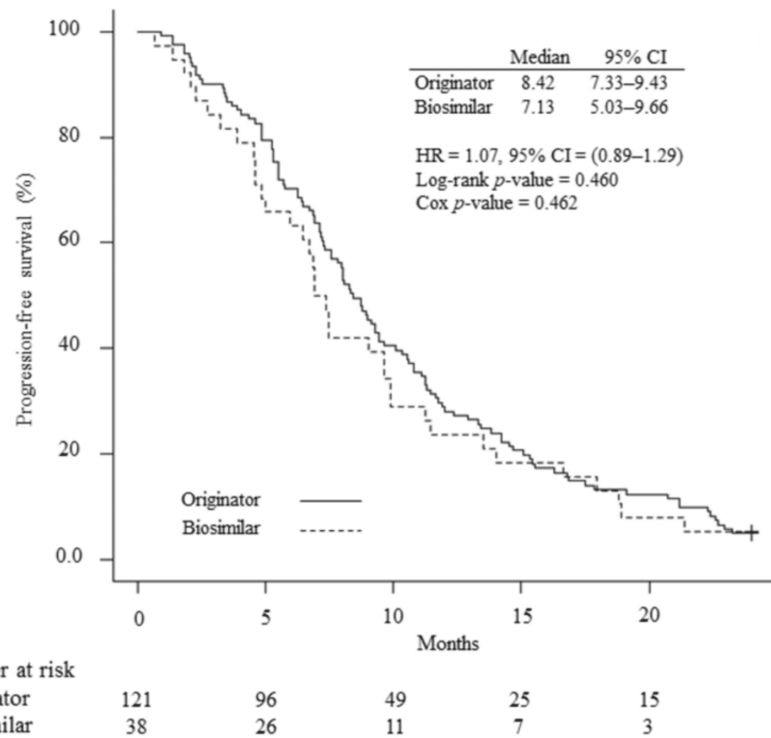 100
80
60
40
20
0.0
Progression-free survival (%)
Median 95% CI
Originator 8.42 7.33–9.43
Biosimilar 7.13 5.03–9.66
HR = 1.07, 95% CI = (0.89–1.29)
Log-rank p-value = 0.460
Cox p-value = 0.462
Originator
Biosimilar
0 5 10 15 20
Months
r at risk
ator 121 96 49 25 15
milar 38 26 11 7 3